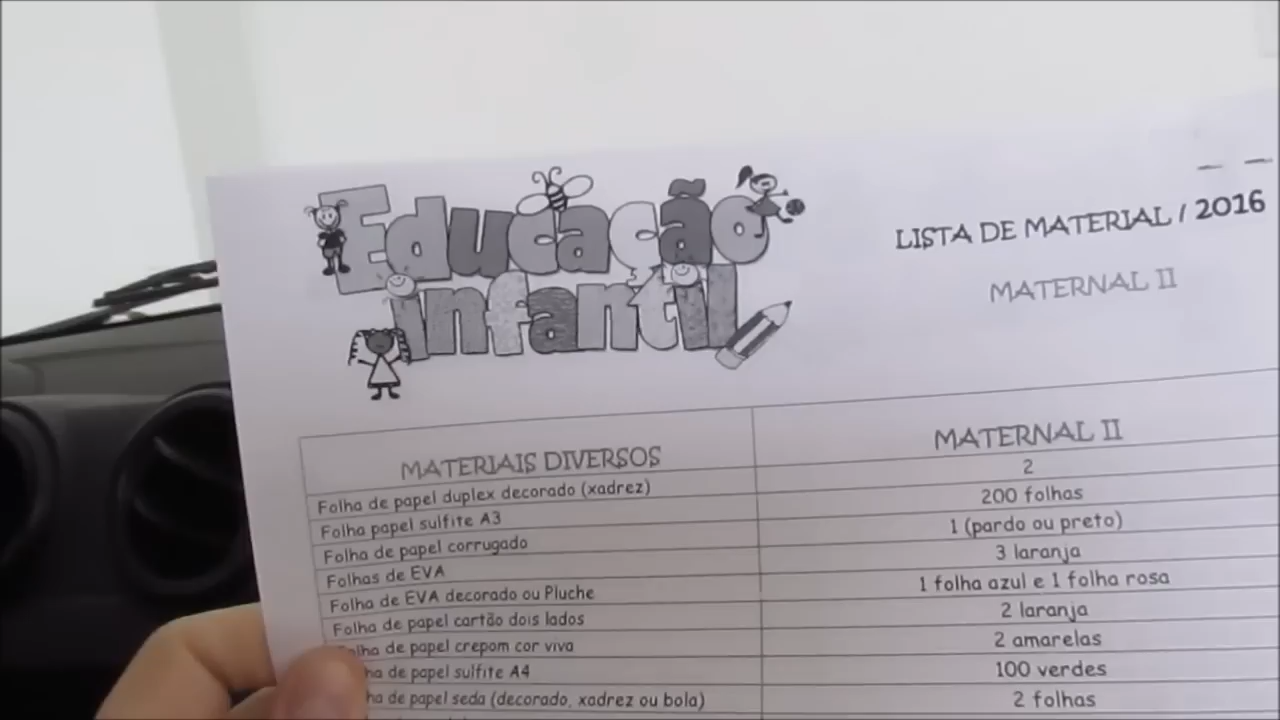 Educação
infantil
LISTA DE MATERIAL / 2016
MATERNAL II
MATERIAIS DIVERSOS MATERNAL II
Folha de papel duplex decorado (xadrez) 2
Folha papel sulfite A3 200 folhas
Folha de papel corrugado 1 (pardo ou preto)
Folhas de EVA 3 laranja
Folha de EVA decorado ou Pluche 1 folha azul e 1 folha rosa
Folha de papel cartão dois lados 2 laranja
lha de papel crepom cor viva 2 amarelas
ha de papel sulfite A4 100 verdes
ha de papel seda (decorado, xadrez ou bola) 2 folhas